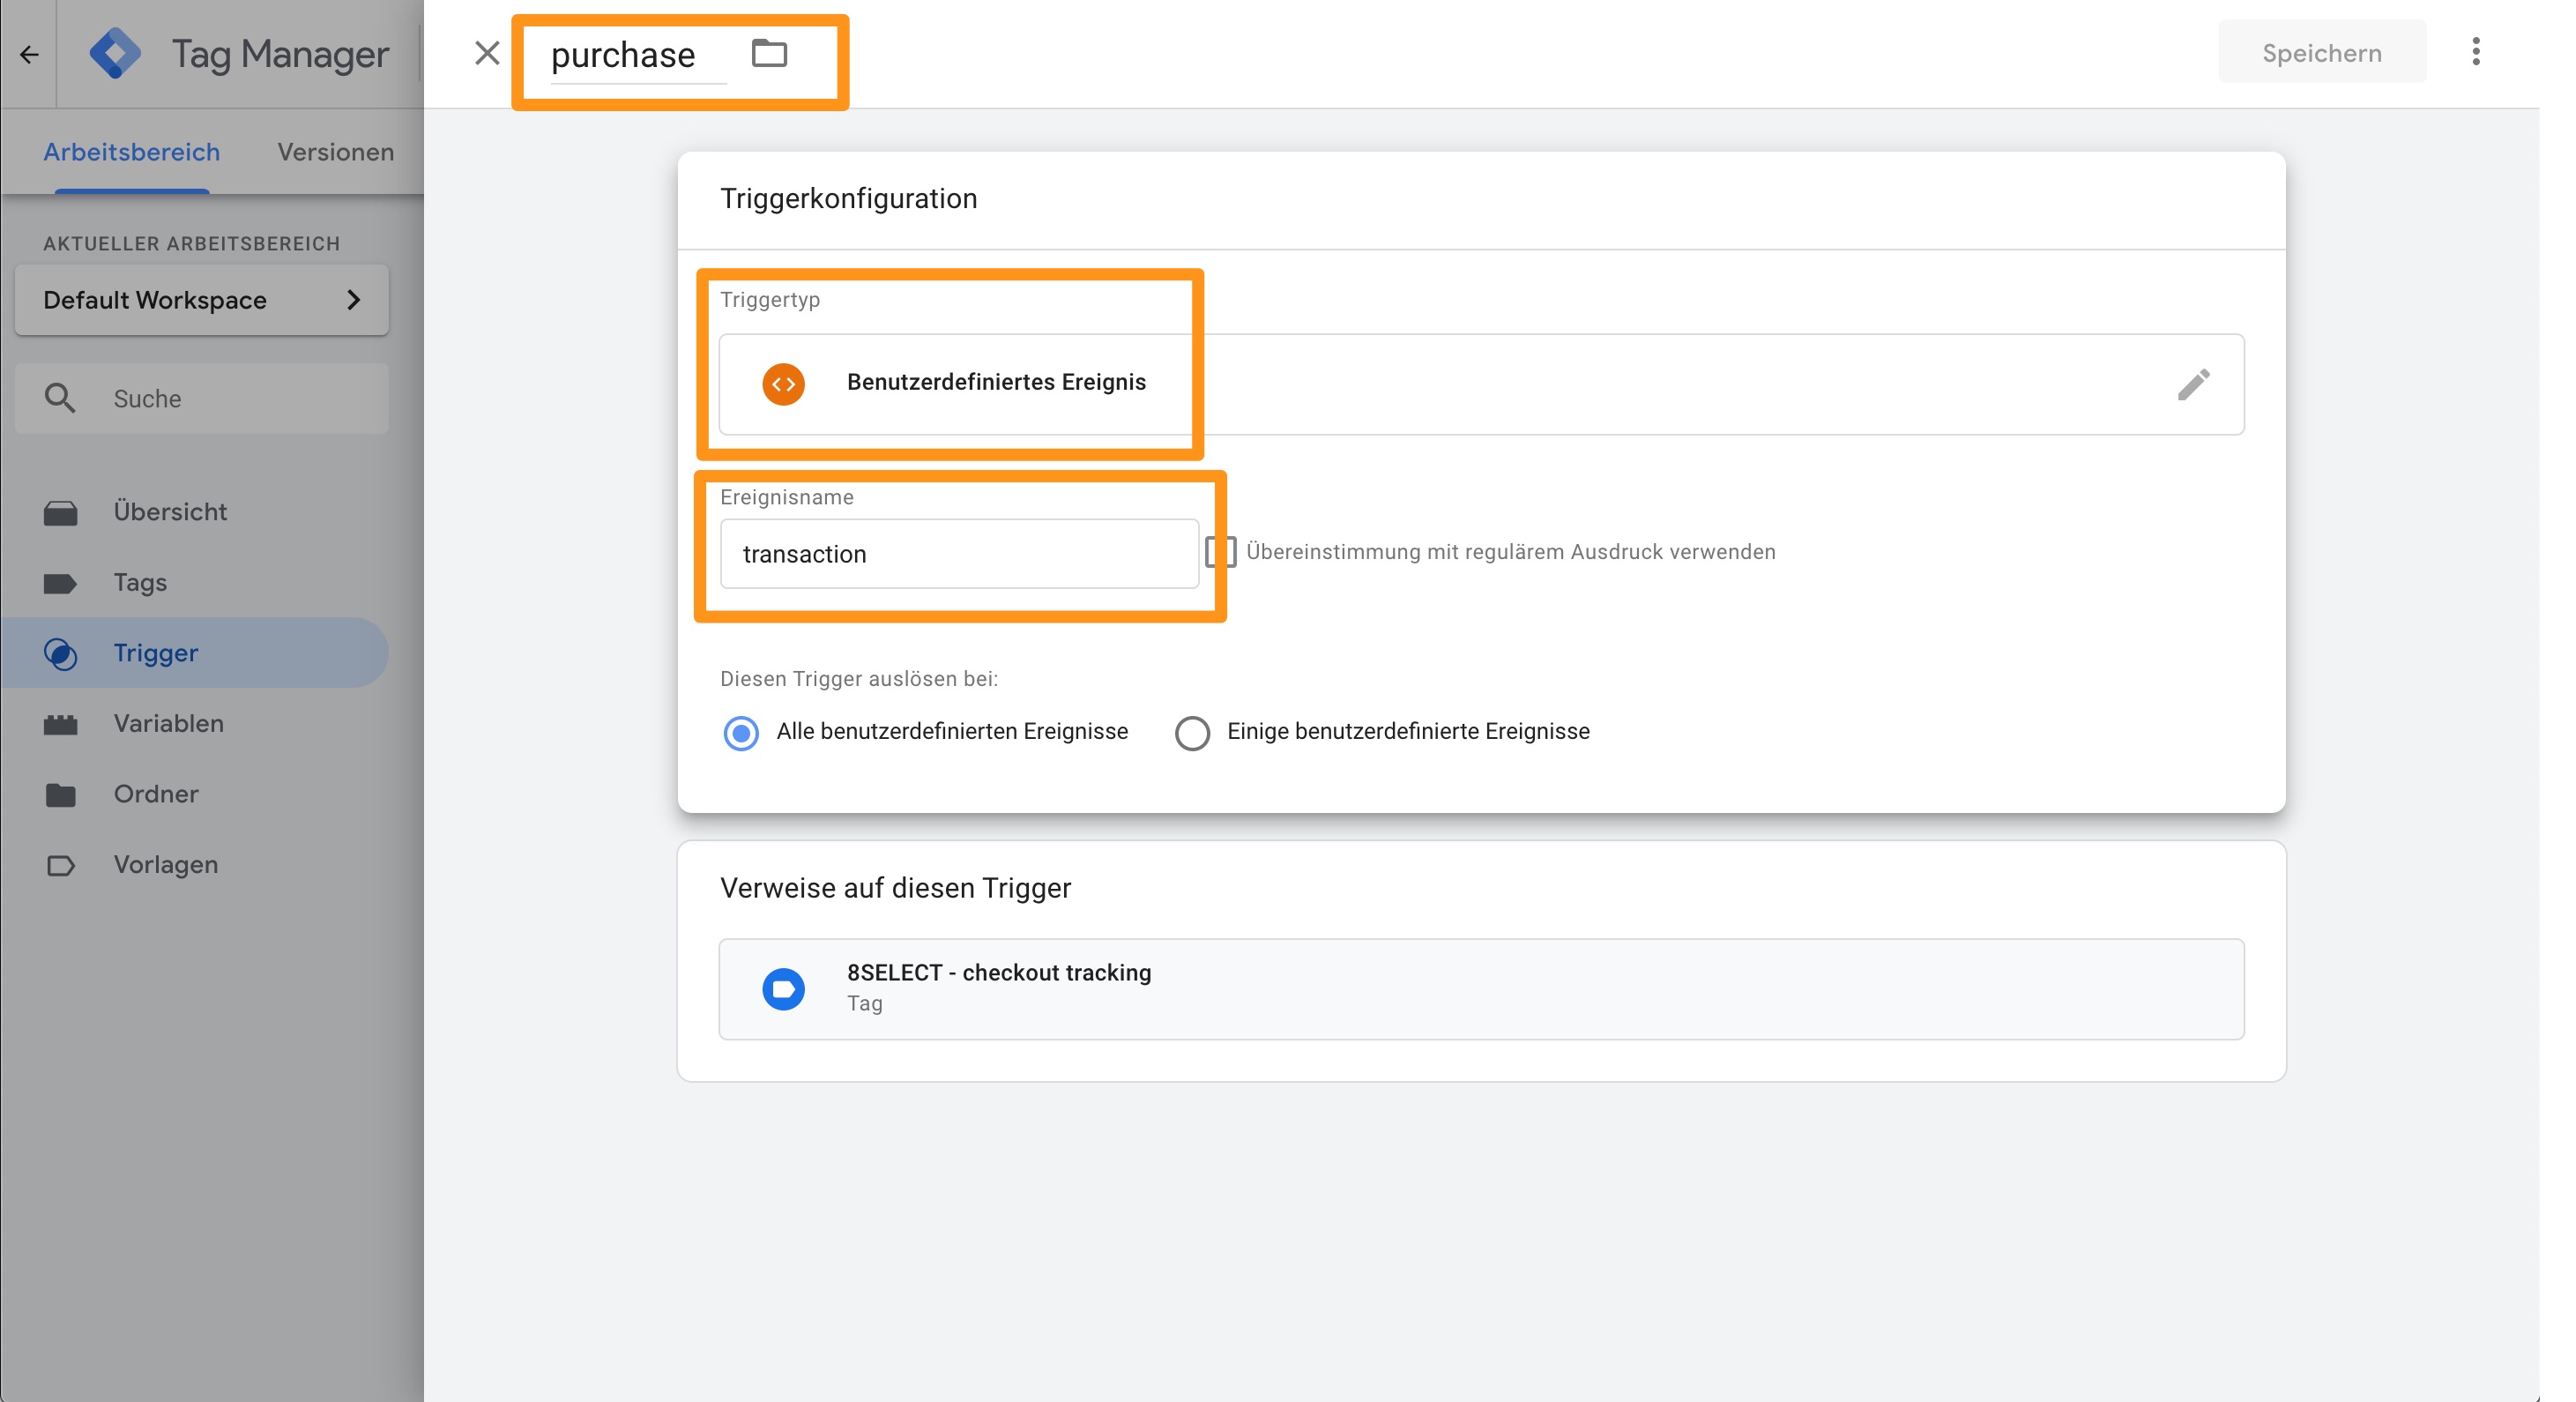 Tag Manager
purchase
Speichern
Arbeitsbereich
Versionen
AKTUELLER ARBEITSBEREICH
Default Workspace
Suche
Übersicht
Tags
Trigger
Variablen
Ordner
Vorlagen
Triggerkonfiguration
Triggertyp
Benutzerdefiniertes Ereignis
Ereignisname
transaction
Übereinstimmung mit regulärem Ausdruck verwenden
Diesen Trigger auslösen bei:
Alle benutzerdefinierten Ereignisse
Einige benutzerdefinierte Ereignisse
Verweise auf diesen Trigger
8SELECT - checkout tracking
Tag